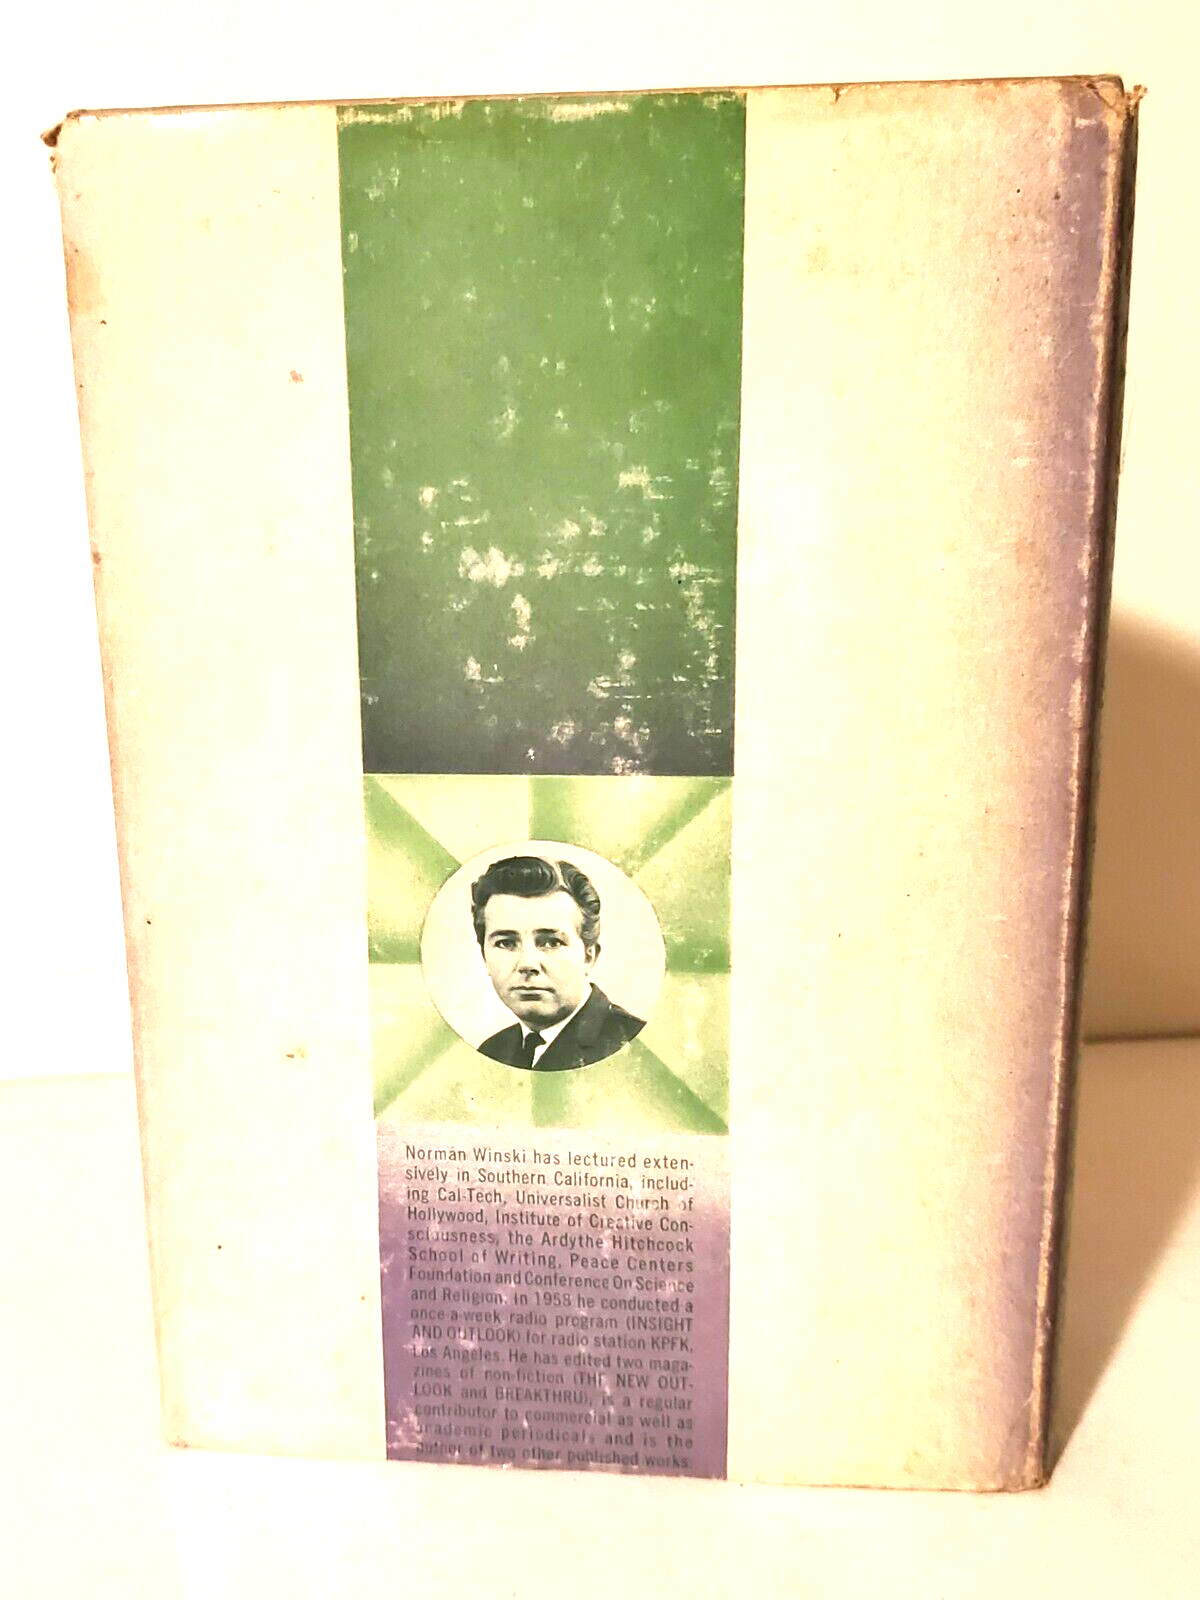 Norman Winski has lectured exten-
sively in Southern California, includ-
ing Cal-Tech, Universalist Church of
Hollywood, Institute of Creative Con-
sciousness, the Ardythe Hitchcock
School of Writing, Peace Centers
Foundation and Conference On Science
and Religion. In 1958 he conducted a
once-a-week radio program (INSIGHT
AND OUTLOOK) for radio station KPFK,
Los Angeles. He has edited two maga-
zines of non-fiction (THE NEW OUT-
LOOK and BREAKTHRU), is a regular
contributor to commercial as well as
academic periodicals and is the
author of two other published works.